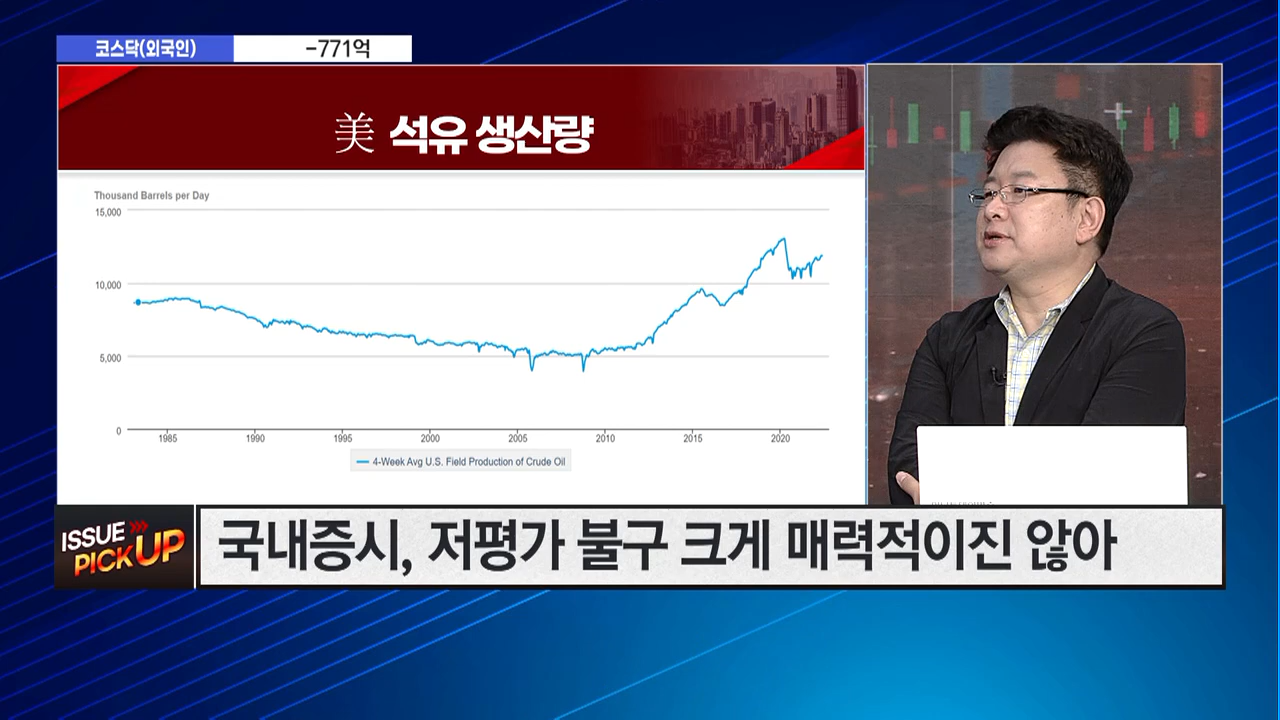 코스닥(외국인) -771억
美 석유 생산량
Thousand Barrels per Day
15,000
10,000
5,000
0
1985 1990 1995 2000 2005 2010 2015 2020
4-Week Avg U.S. Field Production of Crude Oil
ISSUE
PICK UP
국내증시, 저평가 불구 크게 매력적이진 않아